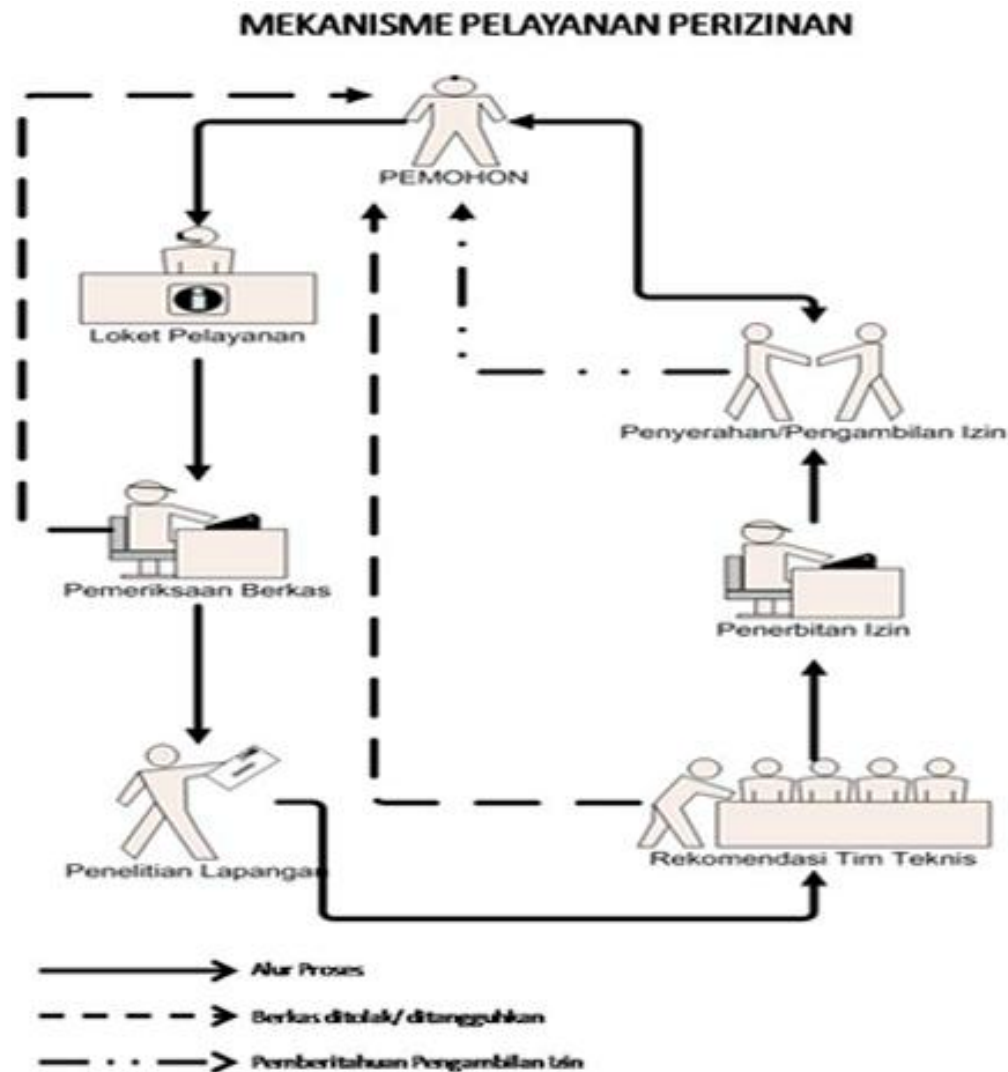 MEKANISME PELAYANAN PERIZINAN
PEMOHON
Loket Pelayanan
Penyerahan/Pengambilan Izin
Pemeriksaan Berkas
Penerbitan Izin
Penelitian Lapangan
Rekomendasi Tim Teknis
Alur Proses
Berkas ditolak/ ditangguhkan
Pemberitahuan Pengambilan Izin